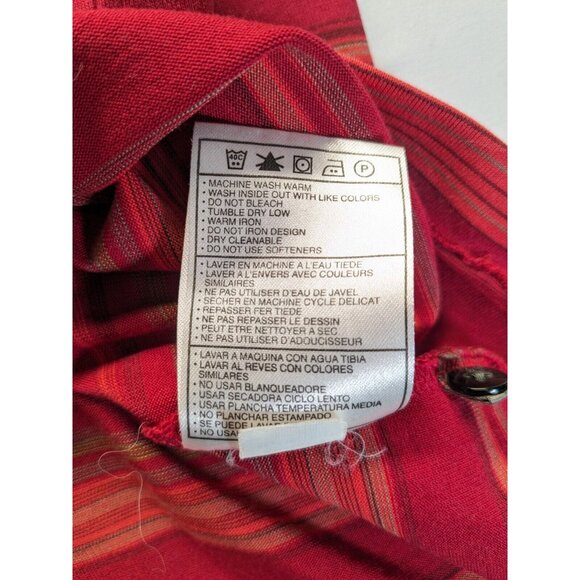 40C P
• MACHINE WASH WARM
• WASH INSIDE OUT WITH LIKE COLORS
• DO NOT BLEACH
• TUMBLE DRY LOW
• WARM IRON
• DO NOT IRON DESIGN
• DRY CLEANABLE
• DO NOT USE SOFTENERS
• LAVER EN MACHINE A L'EAU TIEDE
• LAVER À L'ENVERS AVEC COULEURS
SIMILAIRES
• NE PAS UTILISER D'EAU DE JAVEL
• SECHER EN MACHINE CYCLE DELICAT
• REPASSER FER TIEDE
• NE PAS REPASSER LE DESSIN
• PEUT ETRE NETTOYER A SEC
• NE PAS UTILISER D'ADOUCISSEUR
• LAVAR A MAQUINA CON AGUA TIBIA
• LAVAR AL REVES CON COLORES
SIMILARES
• NO USAR BLANQUEADORE
• USAR SECADORA CICLO LENTO
• USAR PLANCHA TEMPERATURA MEDIA
• NO PLANCHAR ESTAMPADO
• SE PUEDE LAVAR
• NO USAR